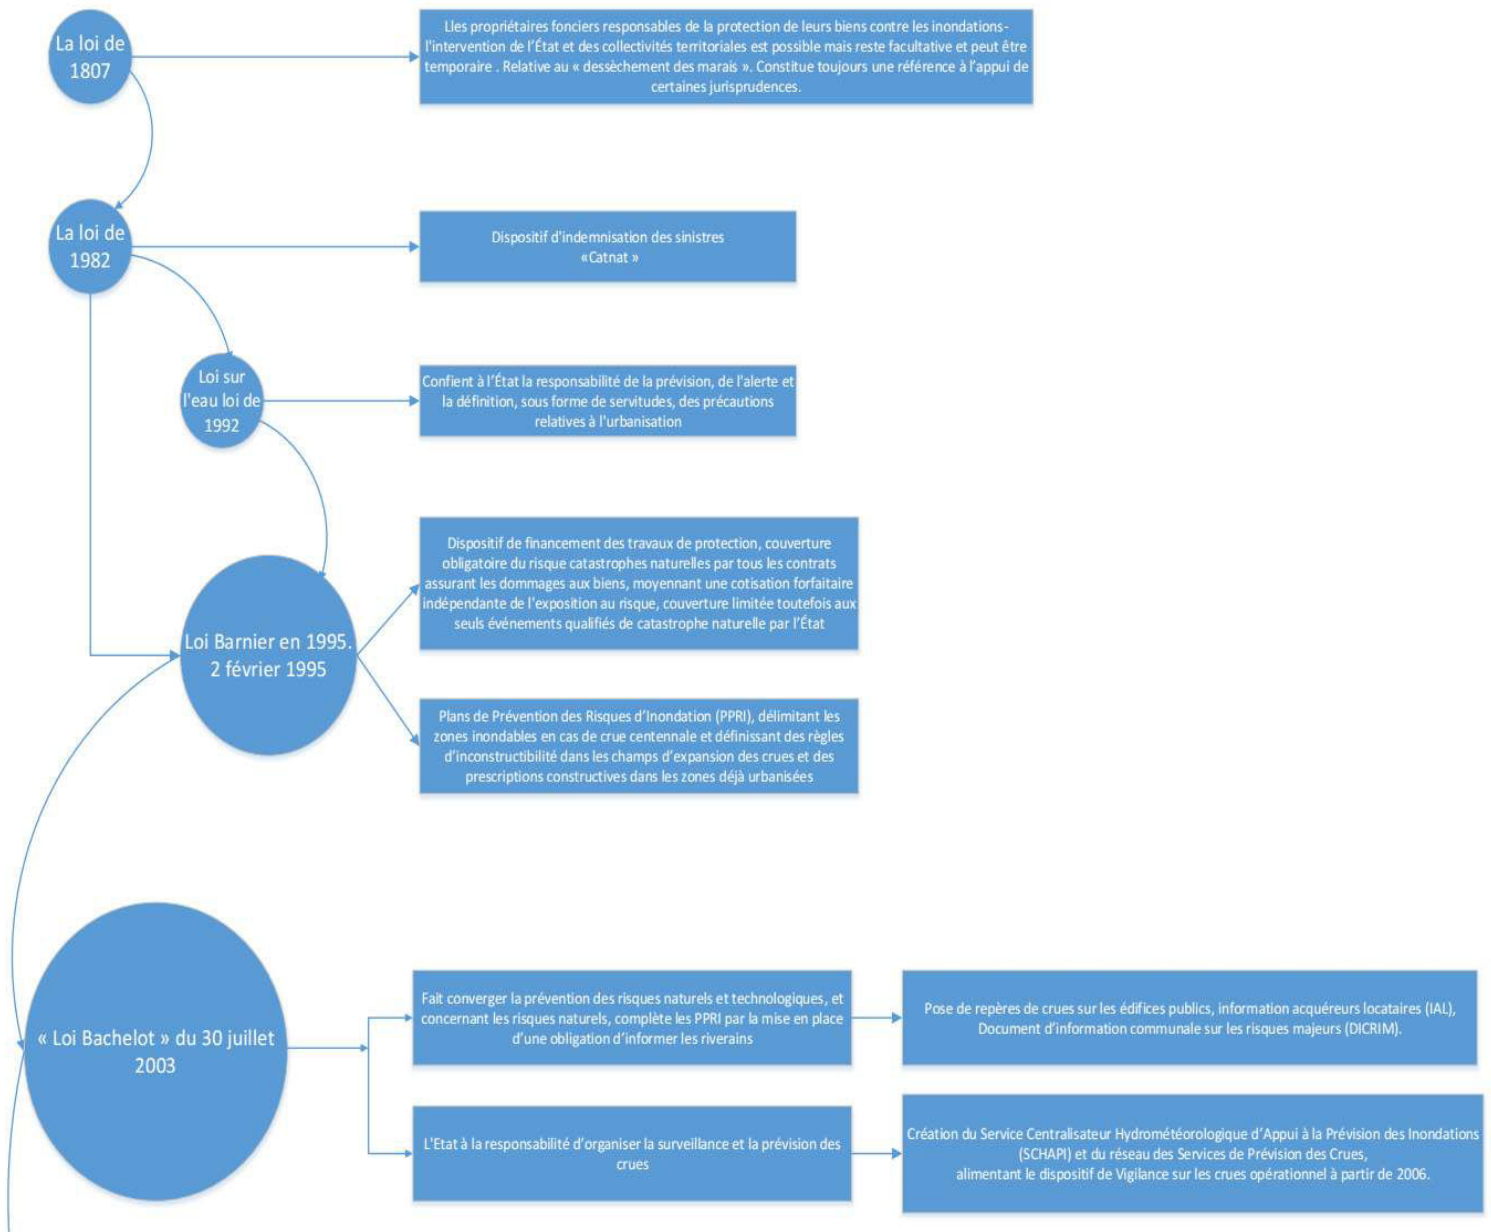 La loi de
1807
Lles propriétaires fonciers responsables de la protection de leurs biens contre les inondations-
l'intervention de l'État et des collectivités territoriales est possible mais reste facultative et peut être
temporaire . Relative au « dessèchement des marais ». Constitue toujours une référence à l'appui de
certaines jurisprudences.
La loi de
1982
Dispositif d'indemnisation des sinistres
«Catnat »
Loi sur
l'eau loi de
1992
Confient à l'État la responsabilité de la prévision, de l'alerte et
la définition, sous forme de servitudes, des précautions
relatives à l'urbanisation
Loi Barnier en 1995.
2 février 1995
Dispositif de financement des travaux de protection, couverture
obligatoire du risque catastrophes naturelles par tous les contrats
assurant les dommages aux biens, moyennant une cotisation forfaitaire
indépendante de l'exposition au risque, couverture limitée toutefois aux
seuls événements qualifiés de catastrophe naturelle par l'État
Plans de Prévention des Risques d'Inondation (PPRI), délimitant les
zones inondables en cas de crue centennale et définissant des règles
d'inconstructibilité dans les champs d'expansion des crues et des
prescriptions constructives dans les zones déjà urbanisées
« Loi Bachelot » du 30 juillet
2003
Fait converger la prévention des risques naturels et technologiques, et
concernant les risques naturels, complète les PPRI par la mise en place
d'une obligation d'informer les riverains
Pose de repères de crues sur les édifices publics, information acquéreurs locataires (IAL),
Document d'information communale sur les risques majeurs (DICRIM).
L'Etat à la responsabilité d'organiser la surveillance et la prévision des
crues
Création du Service Centralisateur Hydrométéorologique d'Appui à la Prévision des Inondations
(SCHAPI) et du réseau des Services de Prévision des Crues,
alimentant le dispositif de Vigilance sur les crues opérationnel à partir de 2006.